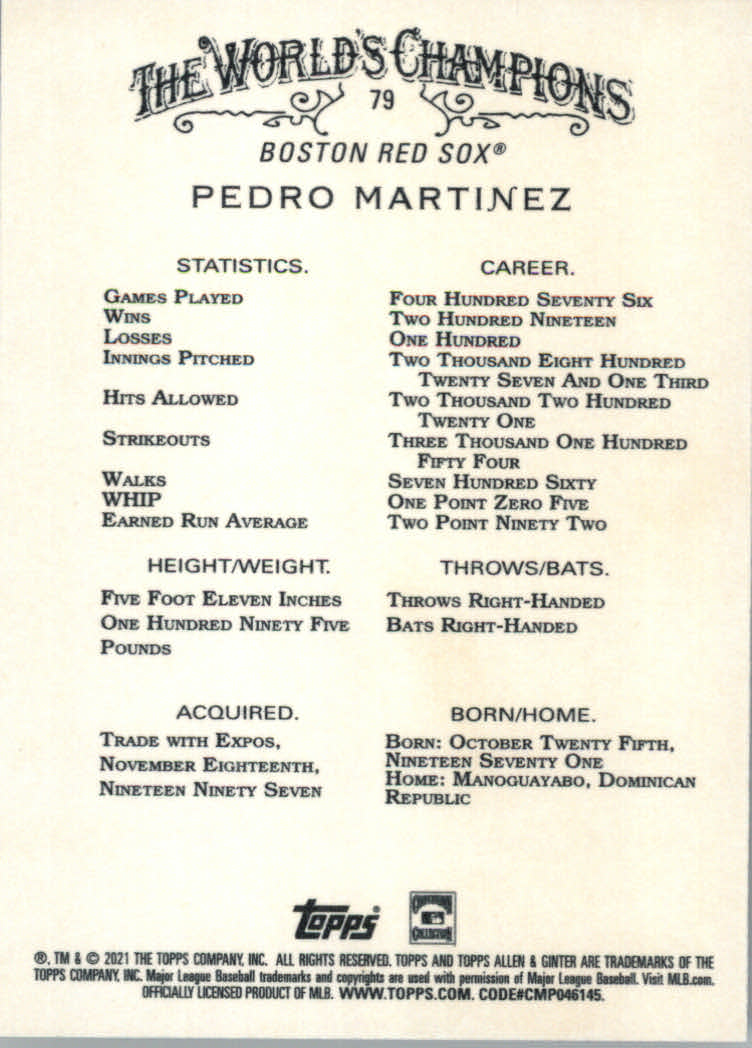 THE WORLD'S CHAMPIONS
79
BOSTON RED SOX®
PEDRO MARTINEZ
STATISTICS.
GAMES PLAYED
WINS
LOSSES
INNINGS PITCHED
HITS ALLOWED
STRIKEOUTS
WALKS
WHIP
EARNED RUN AVERAGE
CAREER.
FOUR HUNDRED SEVENTY SIX
TWO HUNDRED NINETEEN
ONE HUNDRED
TWO THOUSAND EIGHT HUNDRED
TWENTY SEVEN AND ONE THIRD
TWO THOUSAND TWO HUNDRED
TWENTY ONE
THREE THOUSAND ONE HUNDRED
FIFTY FOUR
SEVEN HUNDRED SIXTY
ONE POINT ZERO FIVE
TWO POINT NINETY TWO
HEIGHT/WEIGHT.
FIVE FOOT ELEVEN INCHES
ONE HUNDRED NINETY FIVE
POUNDS
THROWS/BATS.
THROWS RIGHT-HANDED
BATS RIGHT-HANDED
ACQUIRED.
TRADE WITH EXPOS,
NOVEMBER EIGHTEENTH,
NINETEEN NINETY SEVEN
BORN/HOME.
BORN: OCTOBER TWENTY FIFTH,
NINETEEN SEVENTY ONE
HOME: MANOGUAYABO, DOMINICAN
REPUBLIC
Topps®
COOPERSTOWN
COLLECTION
®, TM & © 2021 THE TOPPS COMPANY, INC. ALL RIGHTS RESERVED. TOPPS AND TOPPS ALLEN & GINTER ARE TRADEMARKS OF THE
TOPPS COMPANY, INC. Major League Baseball trademarks and copyrights are used with permission of Major League Baseball. Visit MLB.com.
OFFICIALLY LICENSED PRODUCT OF MLB. WWW.TOPPS.COM. CODE#CMP046145.